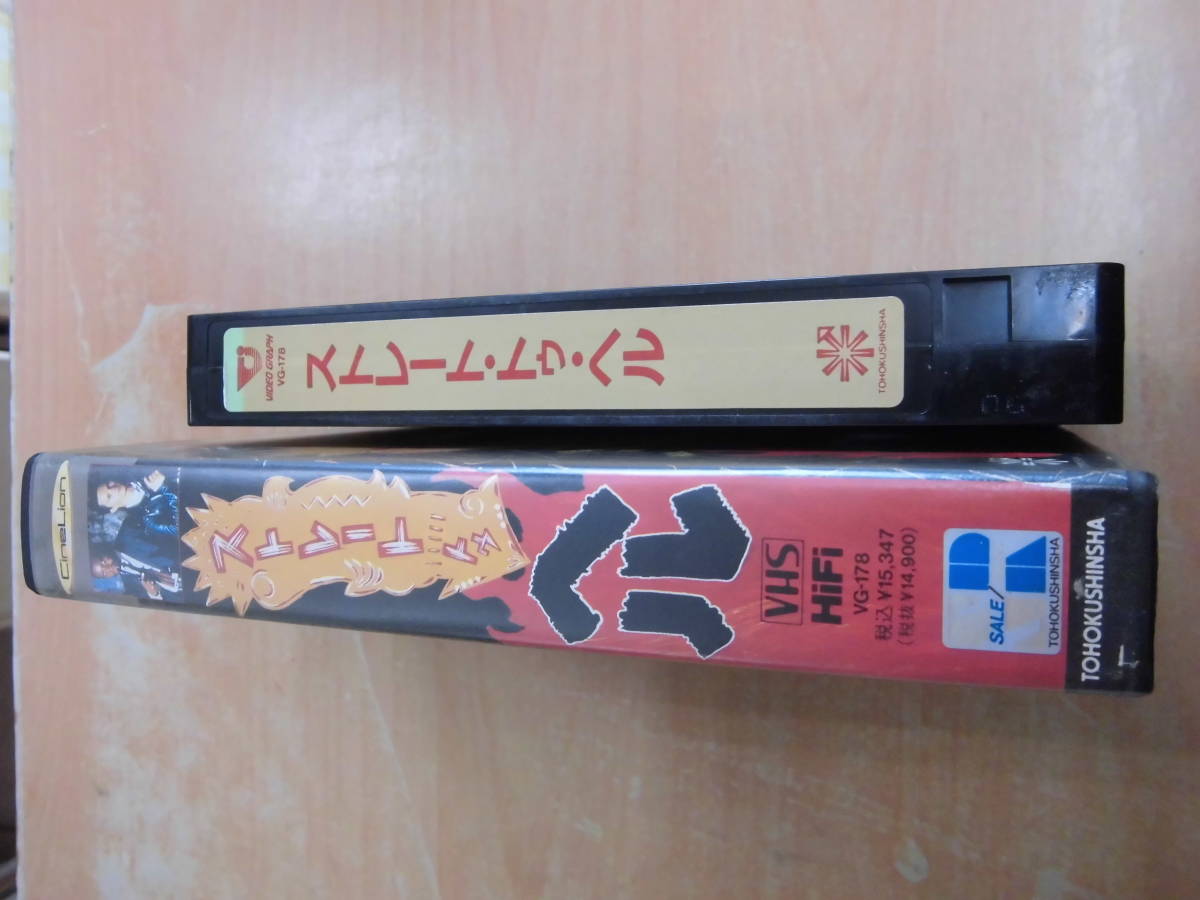 VIDEO GRAPH
VG-178
ストレート・トゥ・ヘル
TOHOKUSHINSHA
CineLion
ストレート
トゥ
ヘル
VHS
HiFi
VG-178
税込 ¥15,347
(税抜 ¥14,900)
SALE/R
TOHOKUSHINSHA
TOHOKUSHINSHA